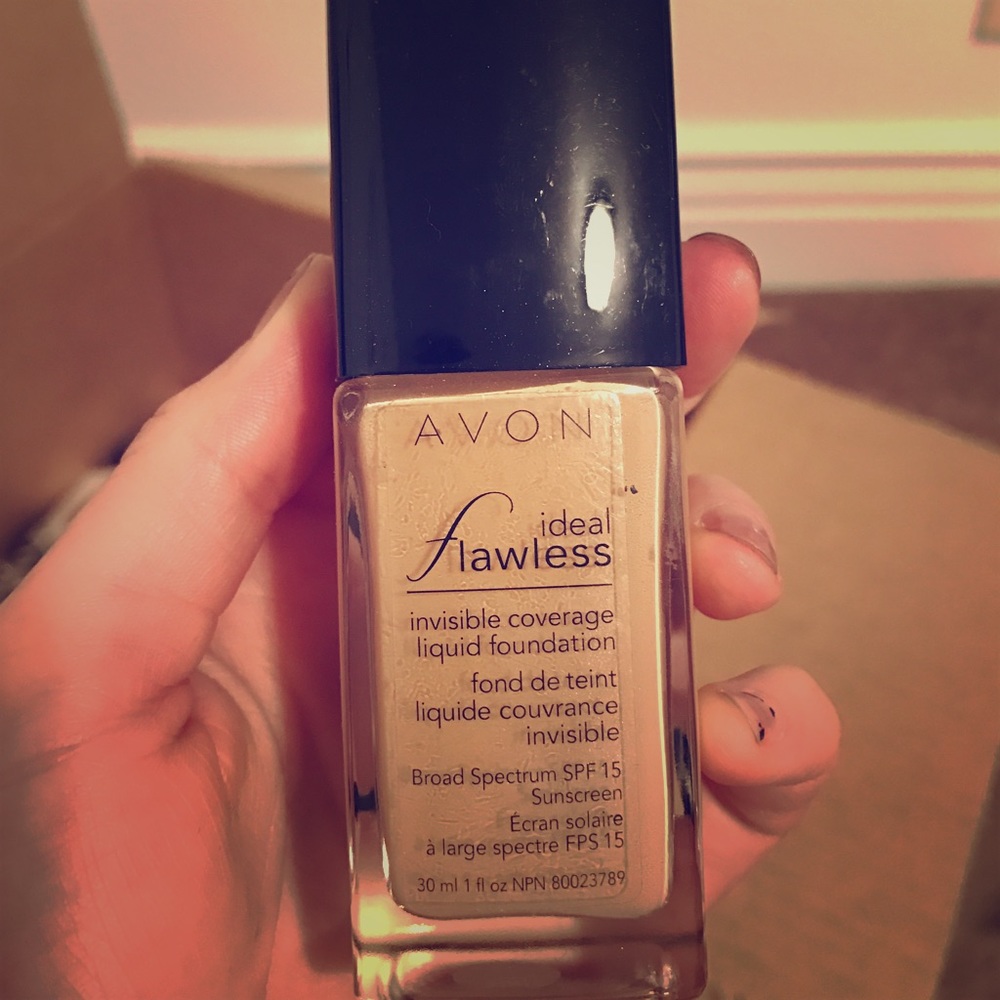 AVON
ideal
flawless
invisible coverage
liquid foundation
fond de teint
liquide couvrance
invisible
Broad Spectrum SPF 15
Sunscreen
Écran solaire
à large spectre FPS 15
30 ml 1 fl oz NPN 80023789